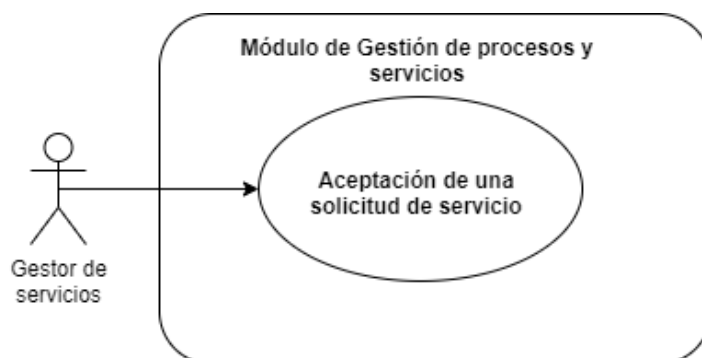 Módulo de Gestión de procesos y
servicios
Aceptación de una
solicitud de servicio
Gestor de
servicios